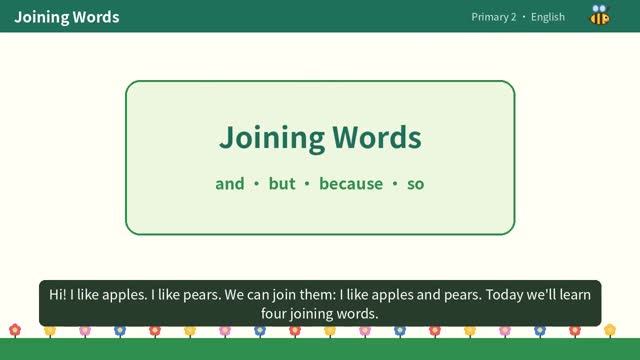 Joining Words
Primary 2 • English
Joining Words
and • but • because • so
Hi! I like apples. I like pears. We can join them: I like apples and pears. Today we'll learn
four joining words.